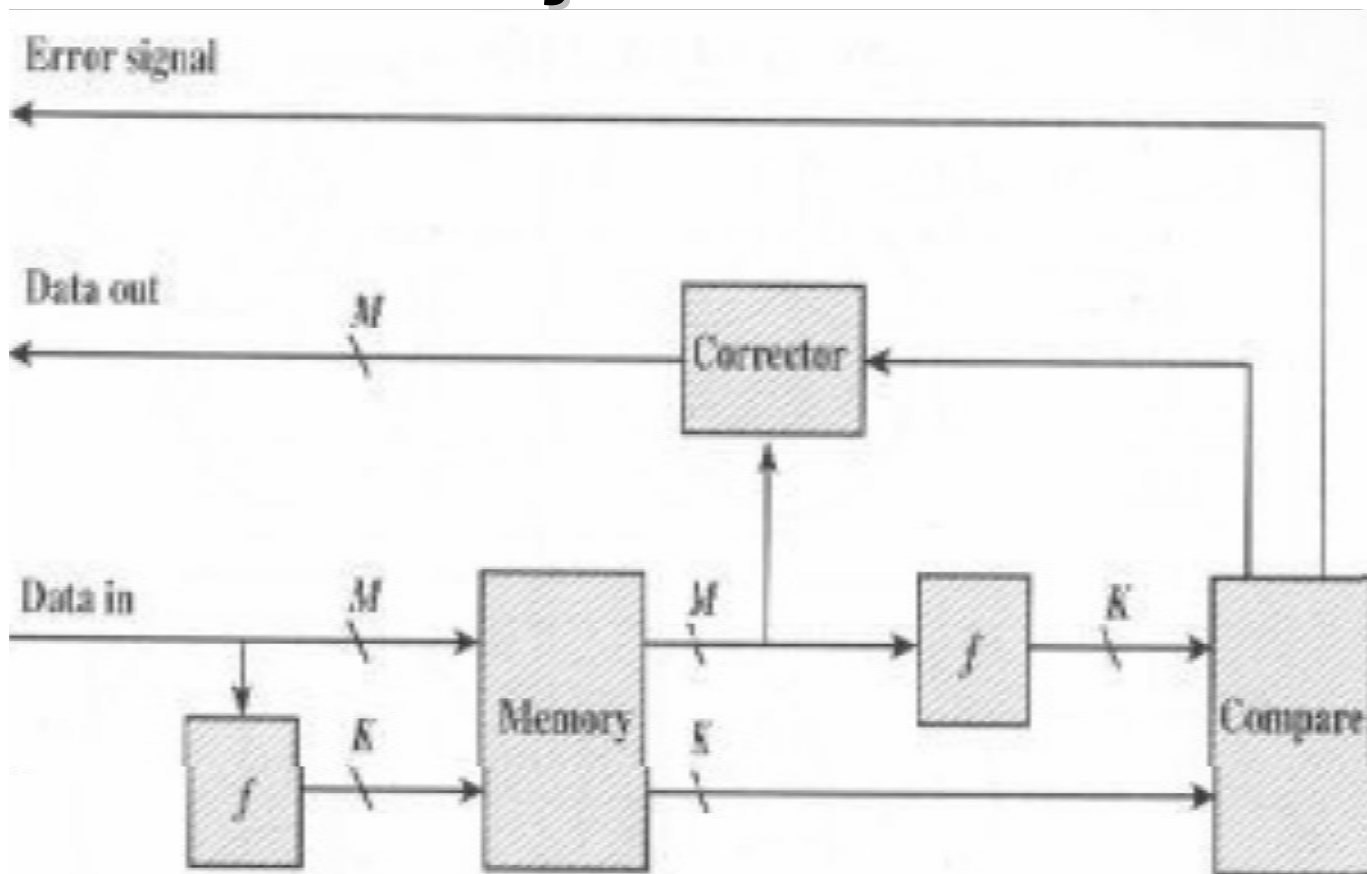 Error signal
Data out
M
Corrector
Data in
M
M
f
K
Memory
Compare
K
K
f